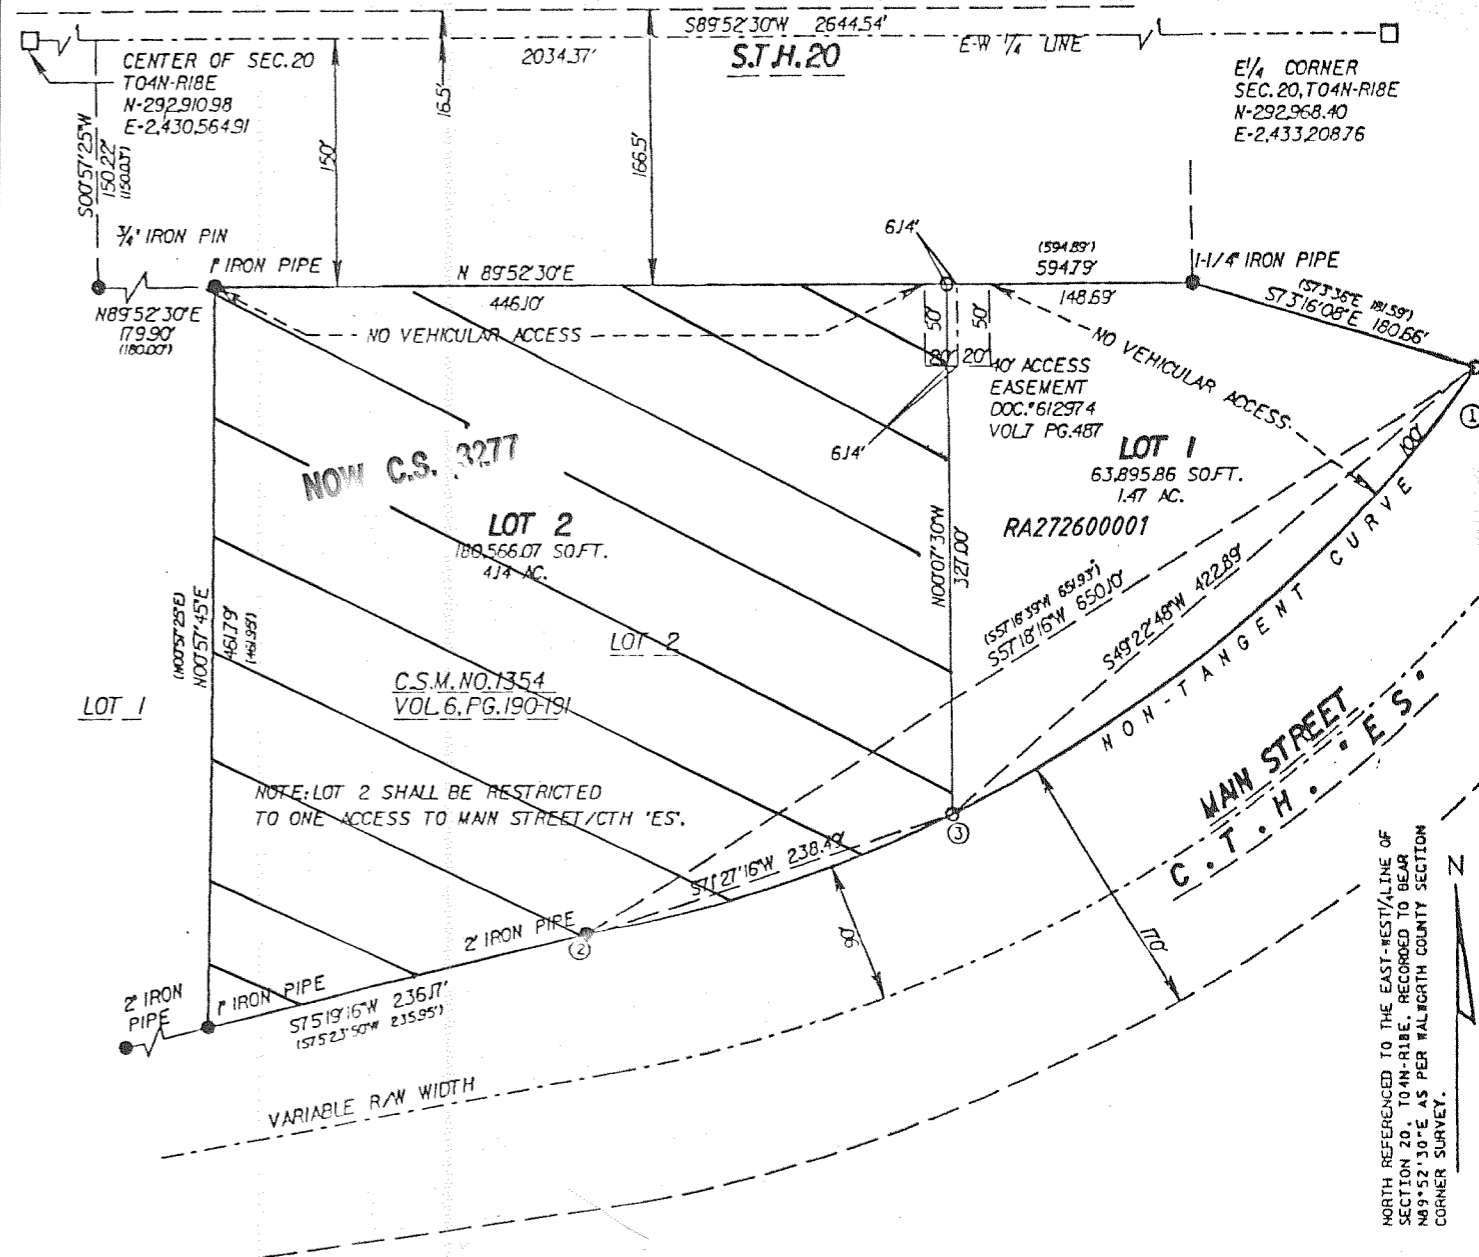 S89°52'30"W 2644.54'
2034.37'
S.T.H.20
E-W 1/4 LINE
CENTER OF SEC.20
T04N-R18E
N-292,910.98
E-2,430,564.91
E1/4 CORNER
SEC.20,T04N-R18E
N-292,968.40
E-2,433,208.76
16.5'
150'
166.5'
S00°57'25"W
150.22'
(150.03')
3/4" IRON PIN
1" IRON PIPE
N 89°52'30"E
446.10'
6.14'
(594.89')
594.79'
148.69'
1-1/4" IRON PIPE
(S73°36'E 181.59')
S73°16'08"E 180.66'
N89°52'30"E
179.90'
(180.00')
NO VEHICULAR ACCESS
50'
50'
20'
NO VEHICULAR ACCESS
40' ACCESS
EASEMENT
DOC.#612974
VOL.7 PG.487
6.14'
1
100'
LOT 1
63,895.86 SQ.FT.
1.47 AC.
RA272600001
NOW C.S. 3277
LOT 2
180,566.07 SQ.FT.
4.14 AC.
N00°07'30"W
327.00'
(S57°16'39"W 651.93')
S57°18'16"W 650.10'
S49°22'48"W 422.89'
NON-TANGENT CURVE
(N00°57'25"E)
N00°57'45"E
461.79'
(461.95')
LOT 2
C.S.M. NO.1354
VOL.6, PG.190-191
LOT 1
MAIN STREET
C.T.H. "ES"
NOTE: LOT 2 SHALL BE RESTRICTED
TO ONE ACCESS TO MAIN STREET/CTH 'ES'.
3
S71°27'16"W 238.49'
2" IRON PIPE
2
90'
170'
2" IRON
PIPE
1" IRON PIPE
S75°19'16"W 236.17'
(S75°23'50"W 235.95')
VARIABLE R/W WIDTH
N
NORTH REFERENCED TO THE EAST-WEST 1/4 LINE OF
SECTION 20, T04N-R18E. RECORDED TO BEAR
N89°52'30"E AS PER WALWORTH COUNTY SECTION
CORNER SURVEY.